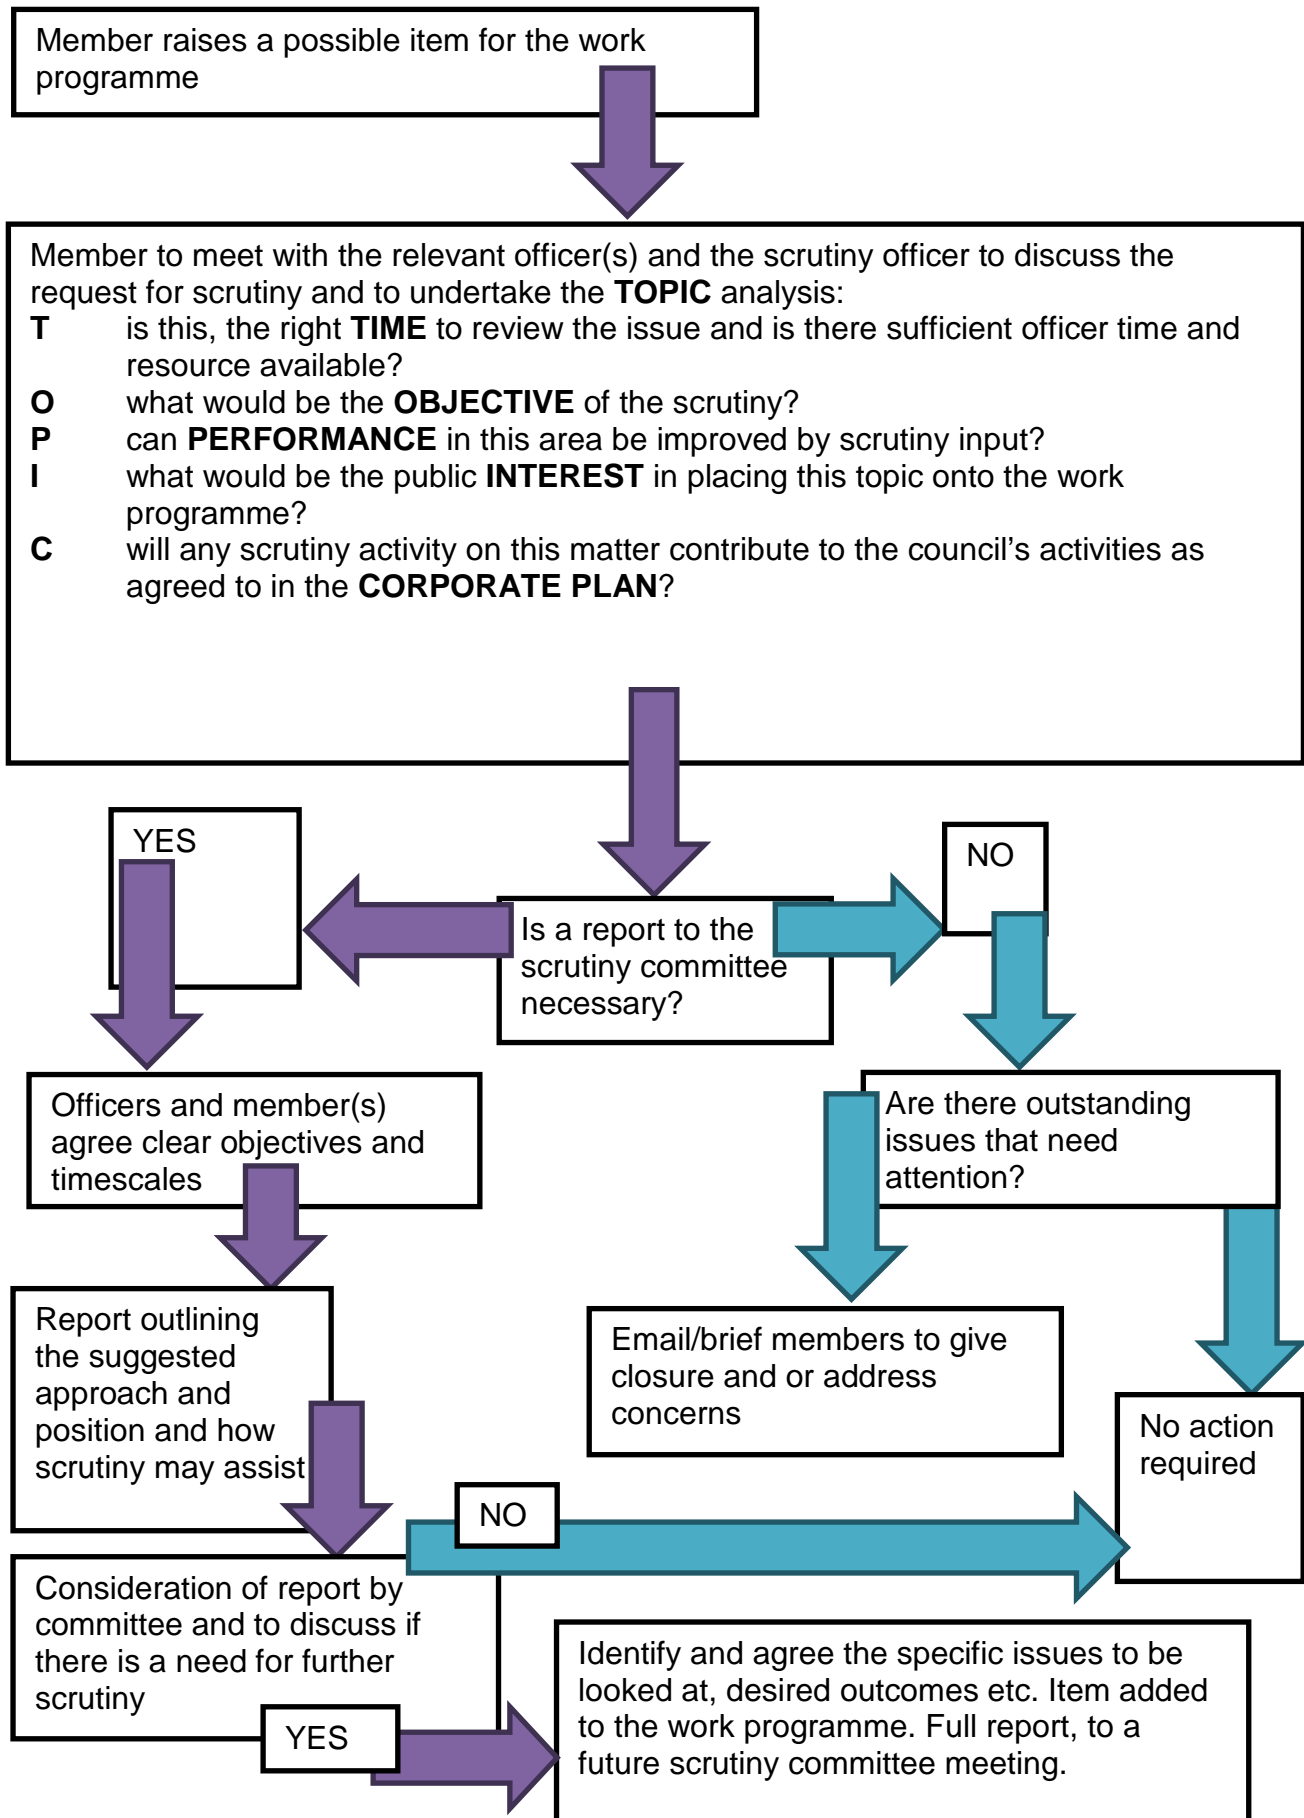 Member raises a possible item for the work
programme
Member to meet with the relevant officer(s) and the scrutiny officer to discuss the
request for scrutiny and to undertake the TOPIC analysis:
T is this, the right TIME to review the issue and is there sufficient officer time and
resource available?
O what would be the OBJECTIVE of the scrutiny?
P can PERFORMANCE in this area be improved by scrutiny input?
I what would be the public INTEREST in placing this topic onto the work
programme?
C will any scrutiny activity on this matter contribute to the council’s activities as
agreed to in the CORPORATE PLAN?
YES
NO
Is a report to the
scrutiny committee
necessary?
Officers and member(s)
agree clear objectives and
timescales
Are there outstanding
issues that need
attention?
Report outlining
the suggested
approach and
position and how
scrutiny may assist
Email/brief members to give
closure and or address
concerns
No action
required
NO
Consideration of report by
committee and to discuss if
there is a need for further
scrutiny
YES
Identify and agree the specific issues to be
looked at, desired outcomes etc. Item added
to the work programme. Full report, to a
future scrutiny committee meeting.